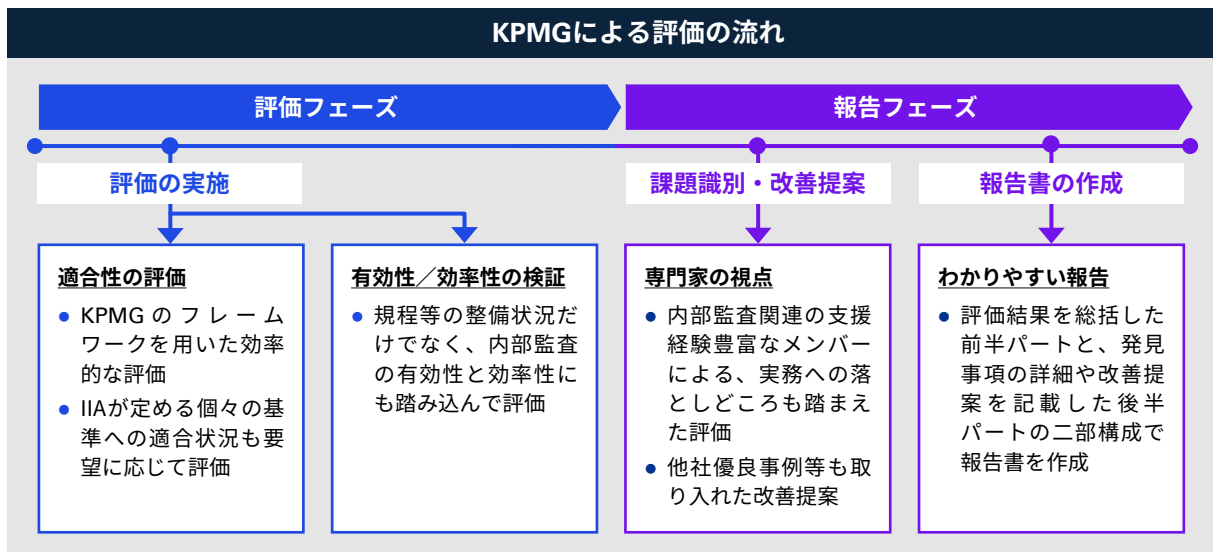 KPMGによる評価の流れ
評価フェーズ
報告フェーズ
評価の実施
課題識別・改善提案
報告書の作成
適合性の評価
● KPMGのフレーム
ワークを用いた効率
的な評価
● IIAが定める個々の基
準への適合状況も要
望に応じて評価
有効性／効率性の検証
● 規程等の整備状況だ
けでなく、内部監査
の有効性と効率性に
も踏み込んで評価
専門家の視点
● 内部監査関連の支援
経験豊富なメンバー
による、実務への落
としどころも踏まえ
た評価
● 他社優良事例等も取
り入れた改善提案
わかりやすい報告
● 評価結果を総括した
前半パートと、発見
事項の詳細や改善提
案を記載した後半
パートの二部構成で
報告書を作成